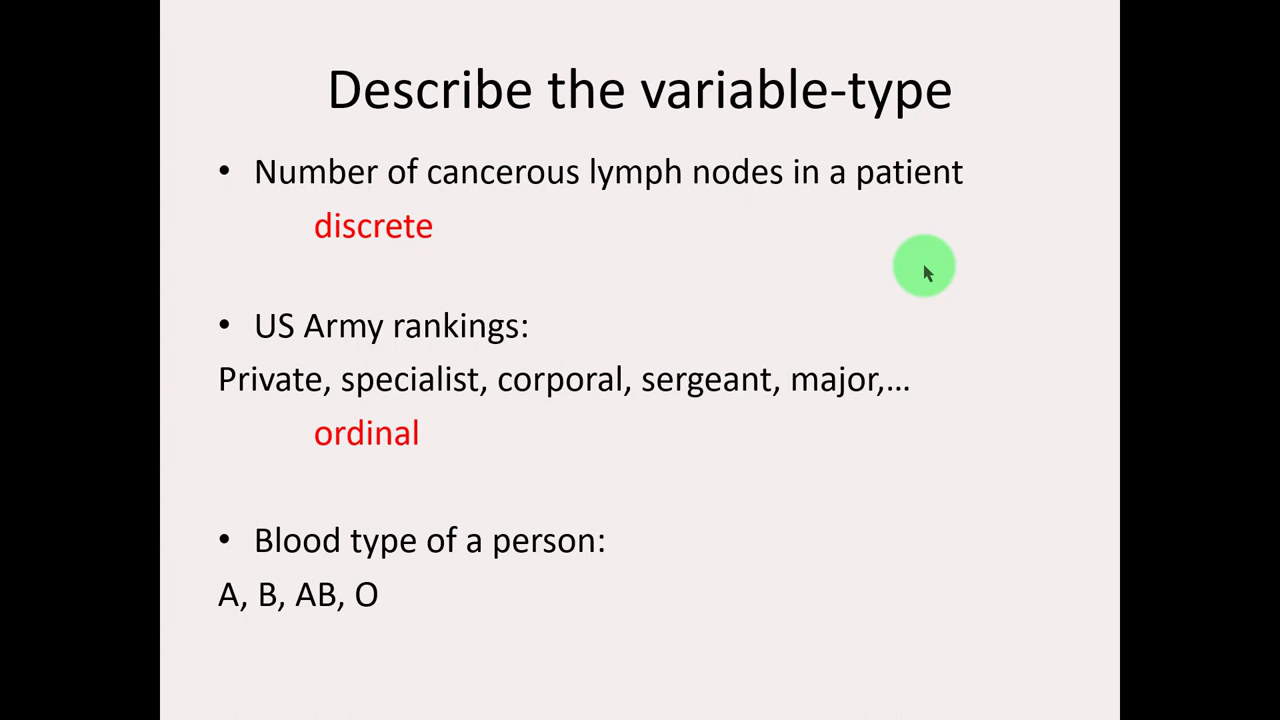 Describe the variable-type
• Number of cancerous lymph nodes in a patient
discrete
• US Army rankings:
Private, specialist, corporal, sergeant, major,...
ordinal
• Blood type of a person:
A, B, AB, O